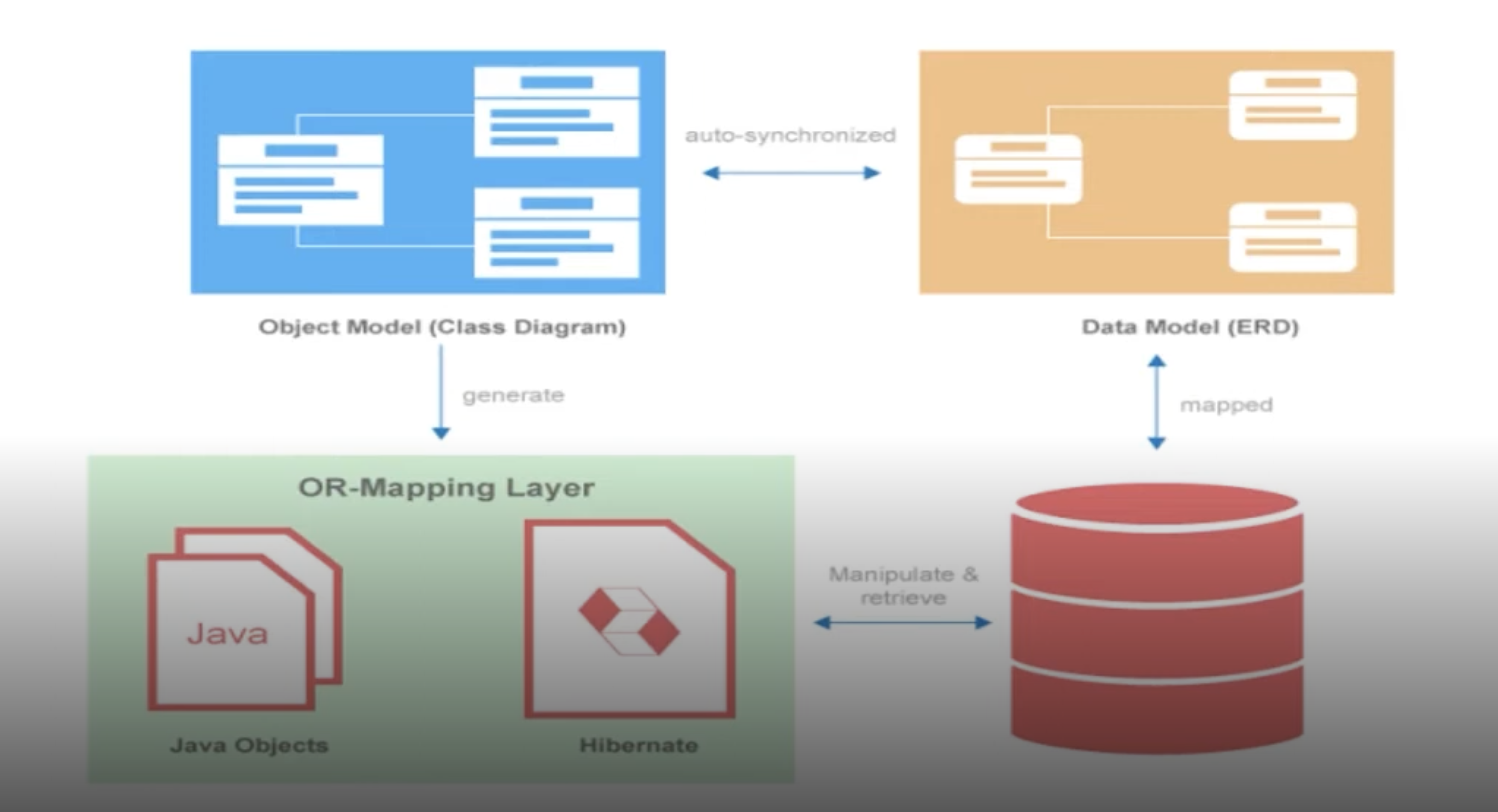 auto-synchronized
Object Model (Class Diagram)
Data Model (ERD)
generate
mapped
OR-Mapping Layer
Manipulate &
retrieve
Java
Java Objects
Hibernate